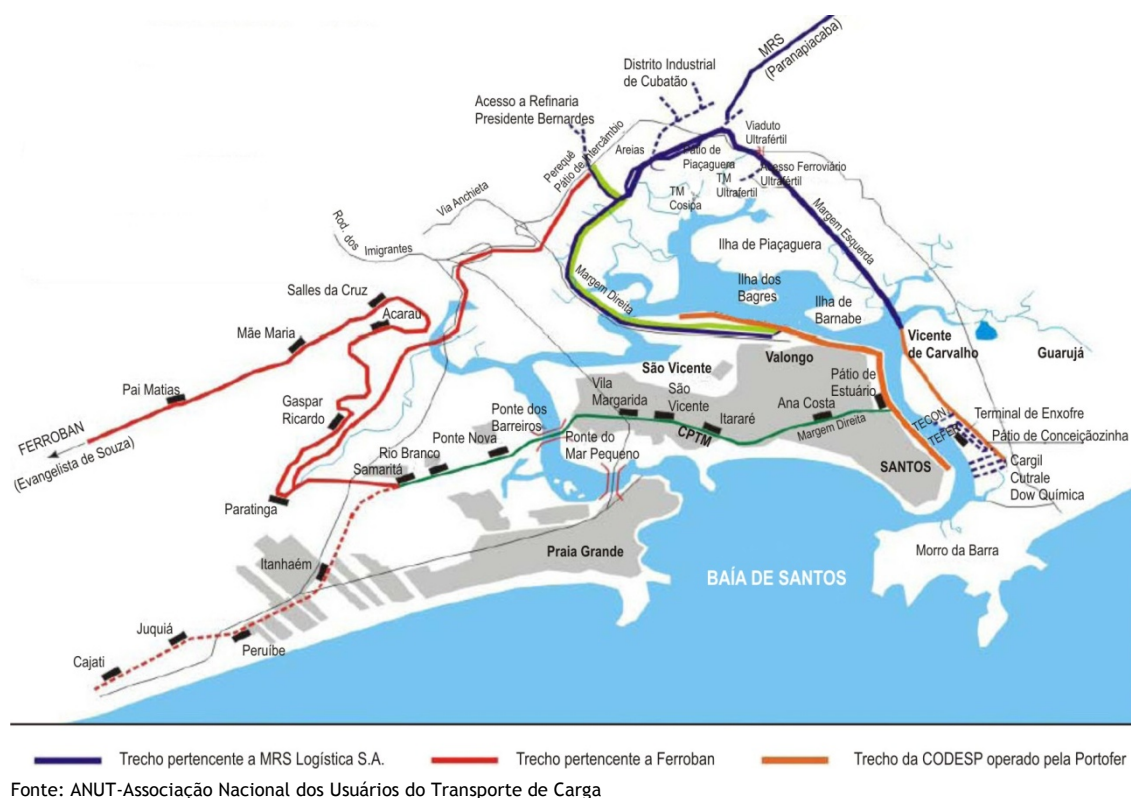 MRS
(Paranapiacaba)
Distrito Industrial
de Cubatão
Acesso a Refinaria
Presidente Bernardes
Viaduto
Ultrafértil
Perequê
Pátio de Intercâmbio
Areias
Pátio de
Piaçaguera
Acesso Ferroviário
Ultrafértil
TM
Ultrafertil
TM
Cosipa
Via Anchieta
Rod. dos
Imigrantes
Margem Esquerda
Ilha de Piaçaguera
Salles da Cruz
Acarau
Margem Direita
Ilha dos
Bagres
Ilha de
Barnabe
Mãe Maria
Vicente
de Carvalho
Guarujá
Valongo
São Vicente
Pai Matias
Vila
Margarida
São
Vicente
Pátio de
Estuário
Gaspar
Ricardo
Ana Costa
Itararé
Ponte dos
Barreiros
TECON
TEFER
Terminal de Enxofre
Pátio de Conceiçãozinha
FERROBAN
(Evangelista de Souza)
Ponte Nova
CPTM
Margem Direita
Rio Branco
Ponte do
Mar Pequeno
Samaritá
SANTOS
Cargil
Cutrale
Dow Química
Paratinga
Itanhaém
Praia Grande
Morro da Barra
BAÍA DE SANTOS
Juquiá
Peruíbe
Cajati
Trecho pertencente a MRS Logística S.A.
Trecho pertencente a Ferroban
Trecho da CODESP operado pela Portofer
Fonte: ANUT-Associação Nacional dos Usuários do Transporte de Carga